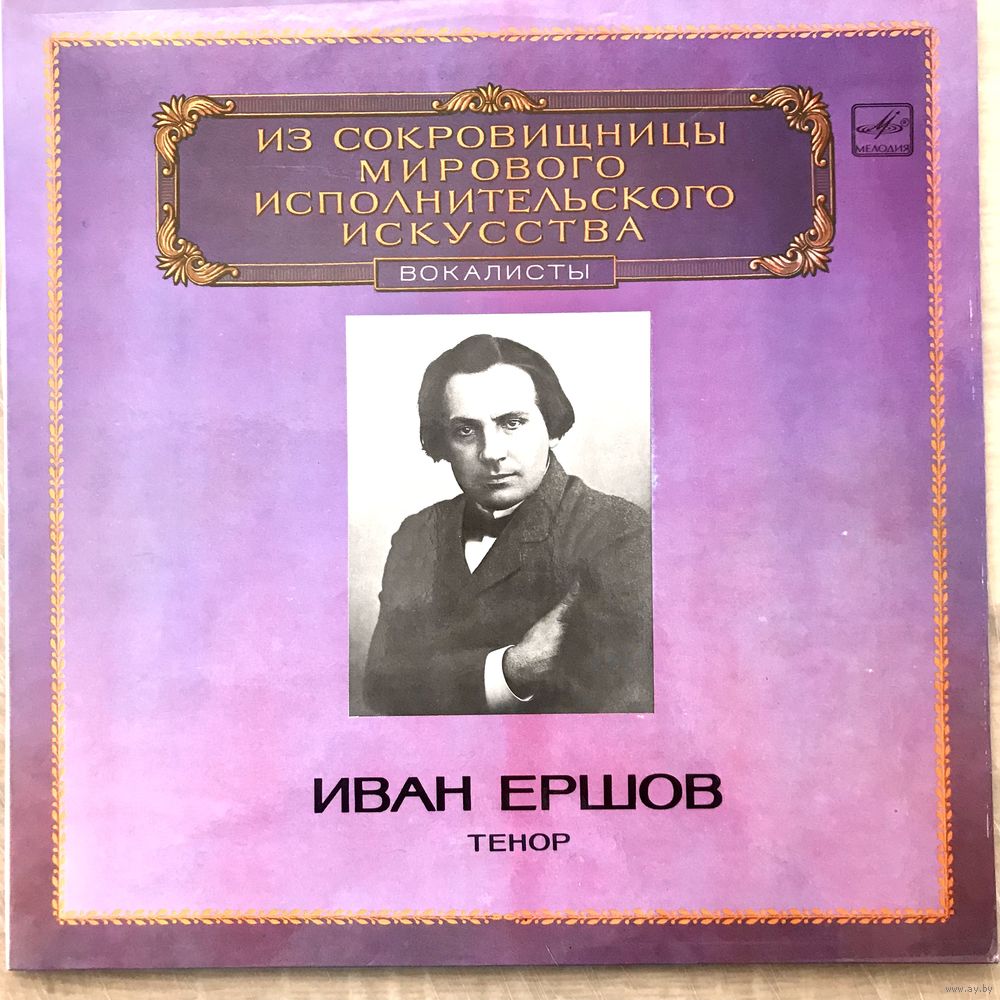 ИЗ СОКРОВИЩНИЦЫ
МИРОВОГО
ИСПОЛНИТЕЛЬСКОГО
ИСКУССТВА
ВОКАЛИСТЫ
МЕЛОДИЯ
ИВАН ЕРШОВ
ТЕНОР
www.ay.by